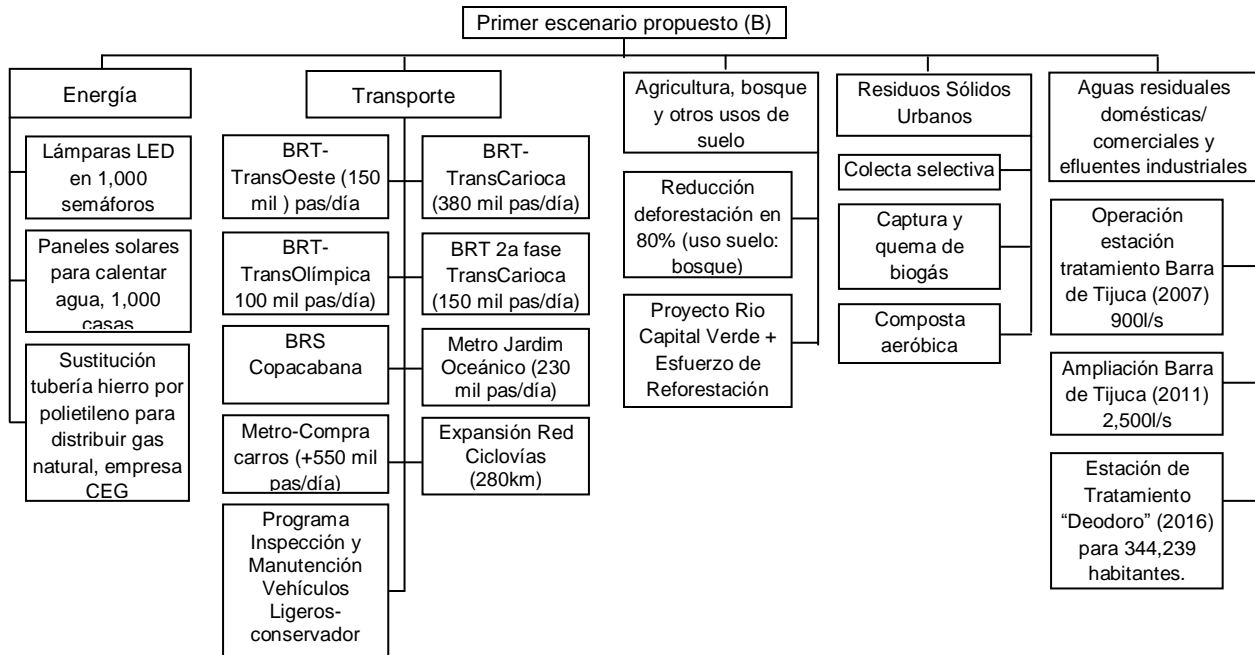 Primer escenario propuesto (B)
Energía
Lámparas LED
en 1,000
semáforos
Paneles solares
para calentar
agua, 1,000
casas
Sustitución
tubería hierro por
polietileno para
distribuir gas
natural, empresa
CEG
Transporte
BRT-
TransOeste (150
mil ) pas/día
BRT-
TransCarioca
(380 mil pas/día)
BRT-
TransOlímpica
100 mil pas/día)
BRT 2a fase
TransCarioca
(150 mil pas/día)
BRS
Copacabana
Metro Jardim
Oceánico (230
mil pas/día)
Metro-Compra
carros (+550 mil
pas/día)
Expansión Red
Ciclovías
(280km)
Programa
Inspección y
Manutención
Vehículos
Ligeros-
conservador
Agricultura, bosque
y otros usos de
suelo
Reducción
deforestación en
80% (uso suelo:
bosque)
Proyecto Rio
Capital Verde +
Esfuerzo de
Reforestación
Residuos Sólidos
Urbanos
Colecta selectiva
Captura y
quema de
biogás
Composta
aeróbica
Aguas residuales
domésticas/
comerciales y
efluentes industriales
Operación
estación
tratamiento Barra
de Tijuca (2007)
900l/s
Ampliación Barra
de Tijuca (2011)
2,500l/s
Estación de
Tratamiento
“Deodoro” (2016)
para 344,239
habitantes.